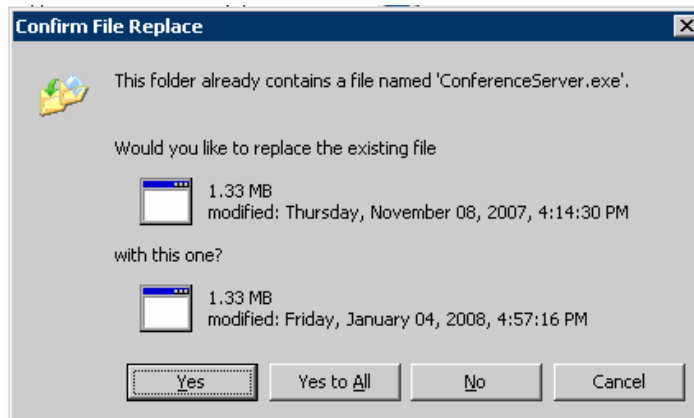 Confirm File Replace
This folder already contains a file named 'ConferenceServer.exe'.
Would you like to replace the existing file
1.33 MB
modified: Thursday, November 08, 2007, 4:14:30 PM
with this one?
1.33 MB
modified: Friday, January 04, 2008, 4:57:16 PM
Yes
Yes to All
No
Cancel